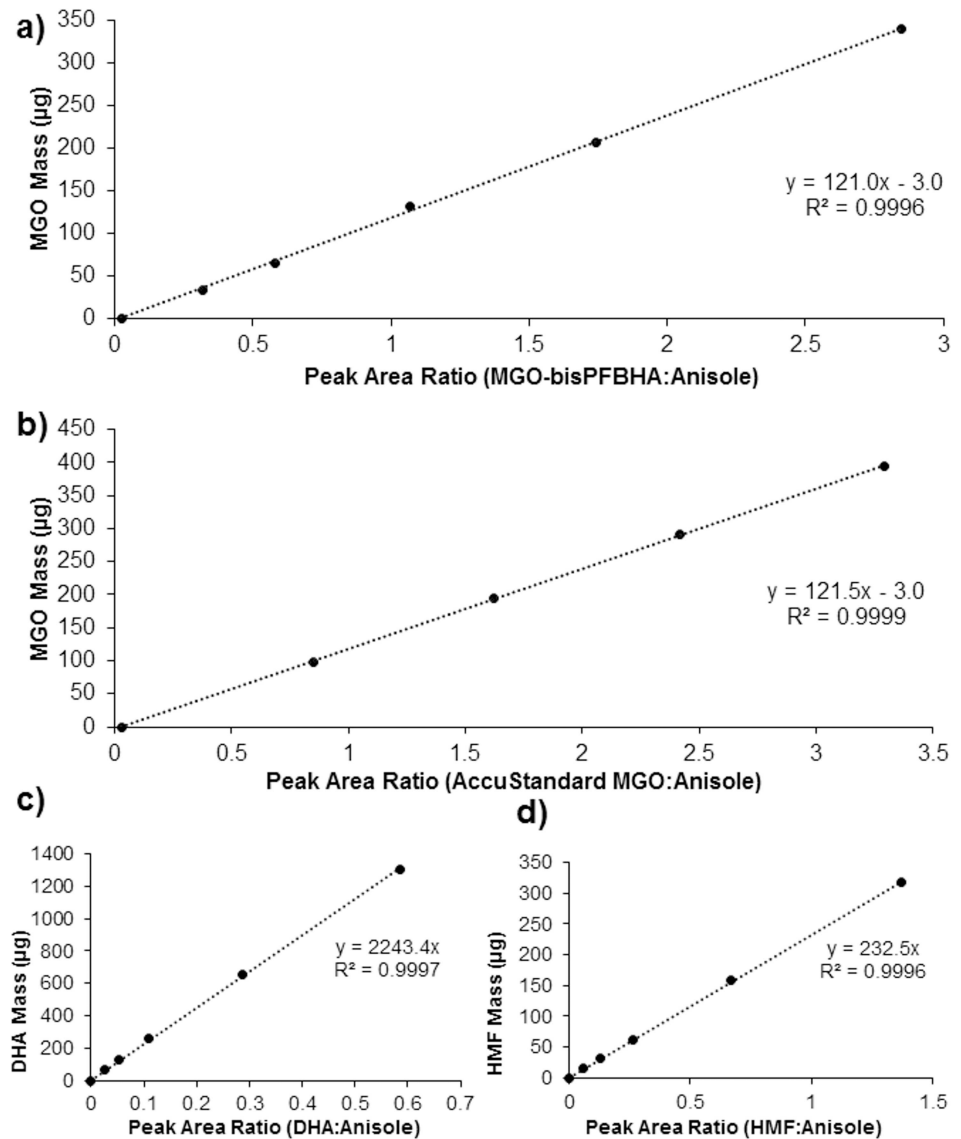 a)
350
300
250
200
150
100
50
0
MGO Mass (µg)
y = 121.0x - 3.0
R² = 0.9996
0 0.5 1 1.5 2 2.5 3
Peak Area Ratio (MGO-bisPFBHA:Anisole)
b)
450
400
350
300
250
200
150
100
50
0
MGO Mass (µg)
y = 121.5x - 3.0
R² = 0.9999
0 0.5 1 1.5 2 2.5 3 3.5
Peak Area Ratio (AccuStandard MGO:Anisole)
c)
1400
1200
1000
800
600
400
200
0
DHA Mass (µg)
y = 2243.4x
R² = 0.9997
0 0.1 0.2 0.3 0.4 0.5 0.6 0.7
Peak Area Ratio (DHA:Anisole)
d)
350
300
250
200
150
100
50
0
HMF Mass (µg)
y = 232.5x
R² = 0.9996
0 0.5 1 1.5
Peak Area Ratio (HMF:Anisole)